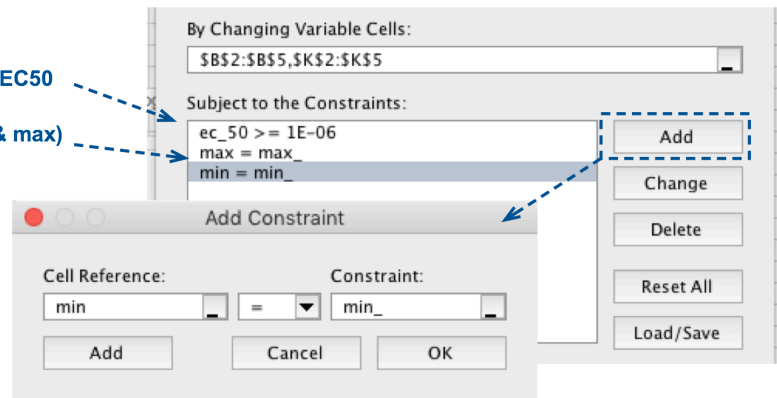 By Changing Variable Cells:
$B$2:$B$5,$K$2:$K$5
EC50
Subject to the Constraints:
& max)
ec_50 >= 1E-06
max = max_
min = min_
Add
Change
Delete
Reset All
Load/Save
Add Constraint
Cell Reference:
Constraint:
min
=
min_
Add
Cancel
OK